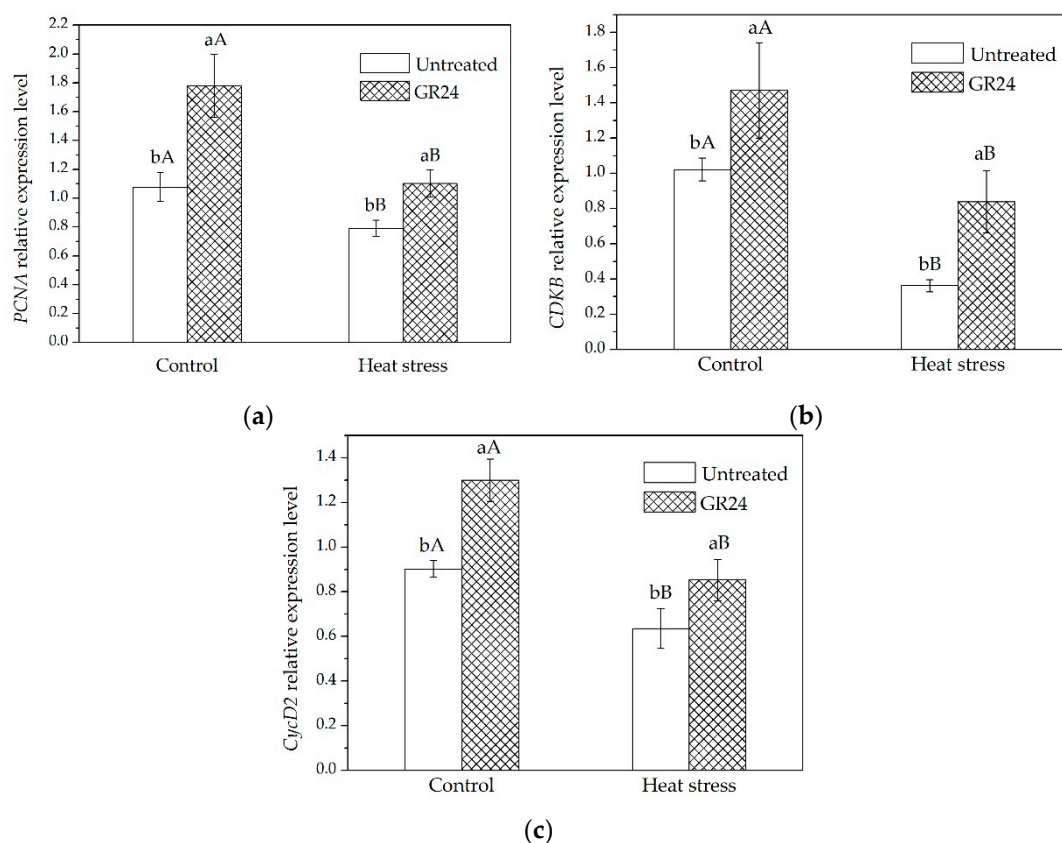 PCNA relative expression level
2.2
2.0
1.8
1.6
1.4
1.2
1.0
0.8
0.6
0.4
0.2
0.0
aA
bA
aB
bB
Untreated
GR24
Control
Heat stress
(a)
CDKB relative expression level
1.8
1.6
1.4
1.2
1.0
0.8
0.6
0.4
0.2
0.0
aA
bA
aB
bB
Untreated
GR24
Control
Heat stress
(b)
CycD2 relative expression level
1.4
1.2
1.0
0.8
0.6
0.4
0.2
0.0
aA
bA
aB
bB
Untreated
GR24
Control
Heat stress
(c)